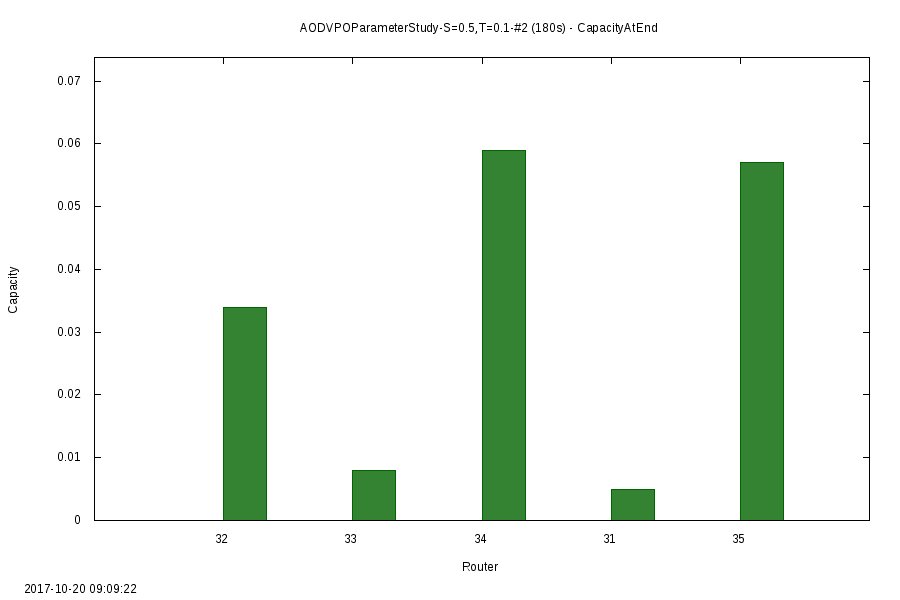 AODVPOParameterStudy-S=0.5,T=0.1-#2 (180s) - CapacityAtEnd
0.07
0.06
0.05
0.04
0.03
0.02
0.01
0
Capacity
32 33 34 31 35
Router
2017-10-20 09:09:22